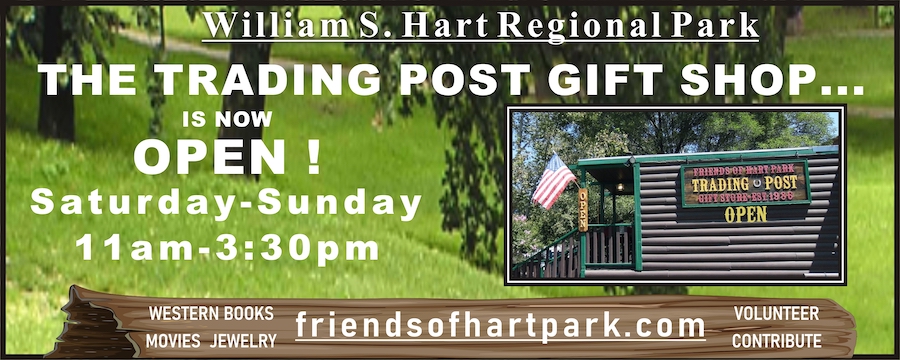 William S. Hart Regional Park
THE TRADING POST GIFT SHOP...
IS NOW
OPEN !
Saturday-Sunday
11am-3:30pm
FRIENDS OF HART PARK
TRADING POST
GIFT STORE EST. 1986
OPEN
OPEN
WESTERN BOOKS
MOVIES JEWELRY
friendsofhartpark.com
VOLUNTEER
CONTRIBUTE